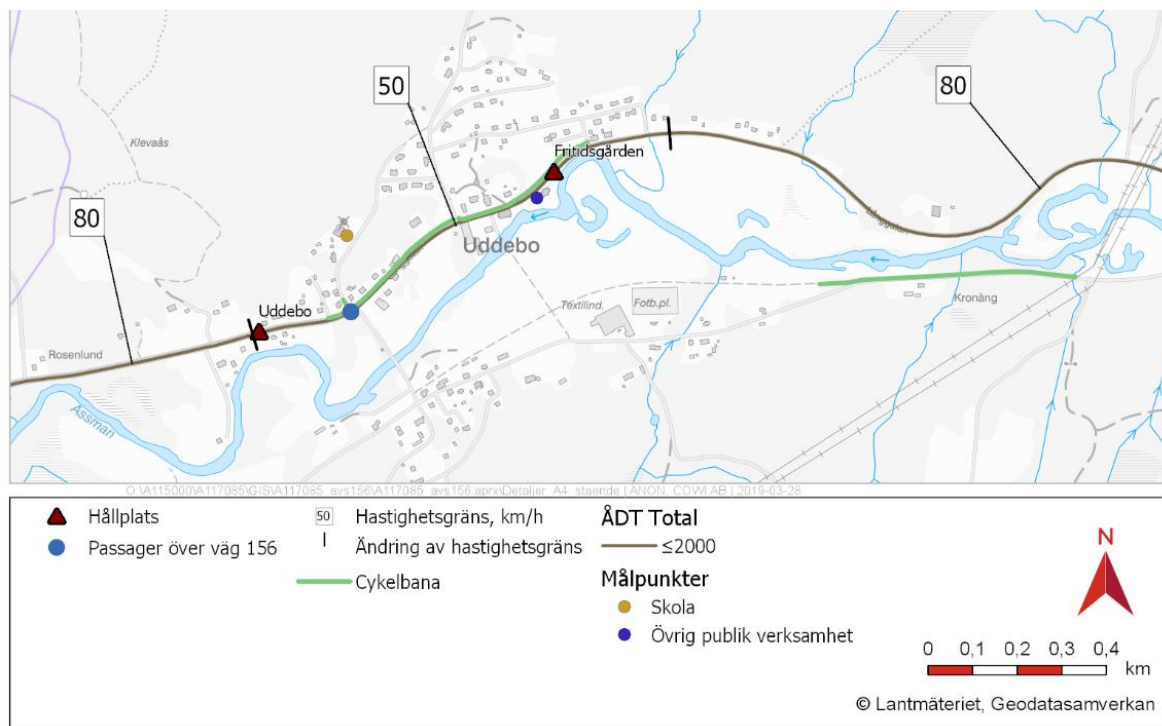 50
80
Klevaås
Fritidsgården
80
Uddebo
Uddebo
Textilind.
Fotb.pl.
Kronäng
Rosenlund
Assman
O:\A115000\A117085\GIS\A117085_avs156\A117085_avs156.aprx\Detaljer_A4_staende | ANON, COWI AB | 2019-03-28
Hållplats
Passager över väg 156
50 Hastighetsgräns, km/h
Ändring av hastighetsgräns
Cykelbana
ÅDT Total
≤2000
Målpunkter
Skola
Övrig publik verksamhet
N
0 0,1 0,2 0,3 0,4
km
© Lantmäteriet, Geodatasamverkan